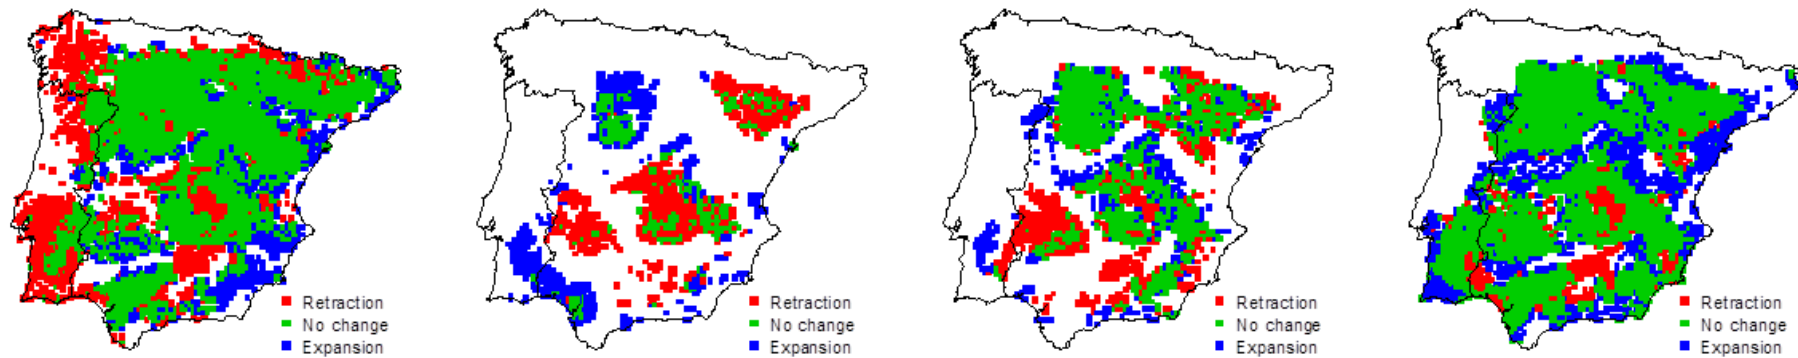 Retraction
No change
Expansion
Retraction
No change
Expansion
Retraction
No change
Expansion
Retraction
No change
Expansion